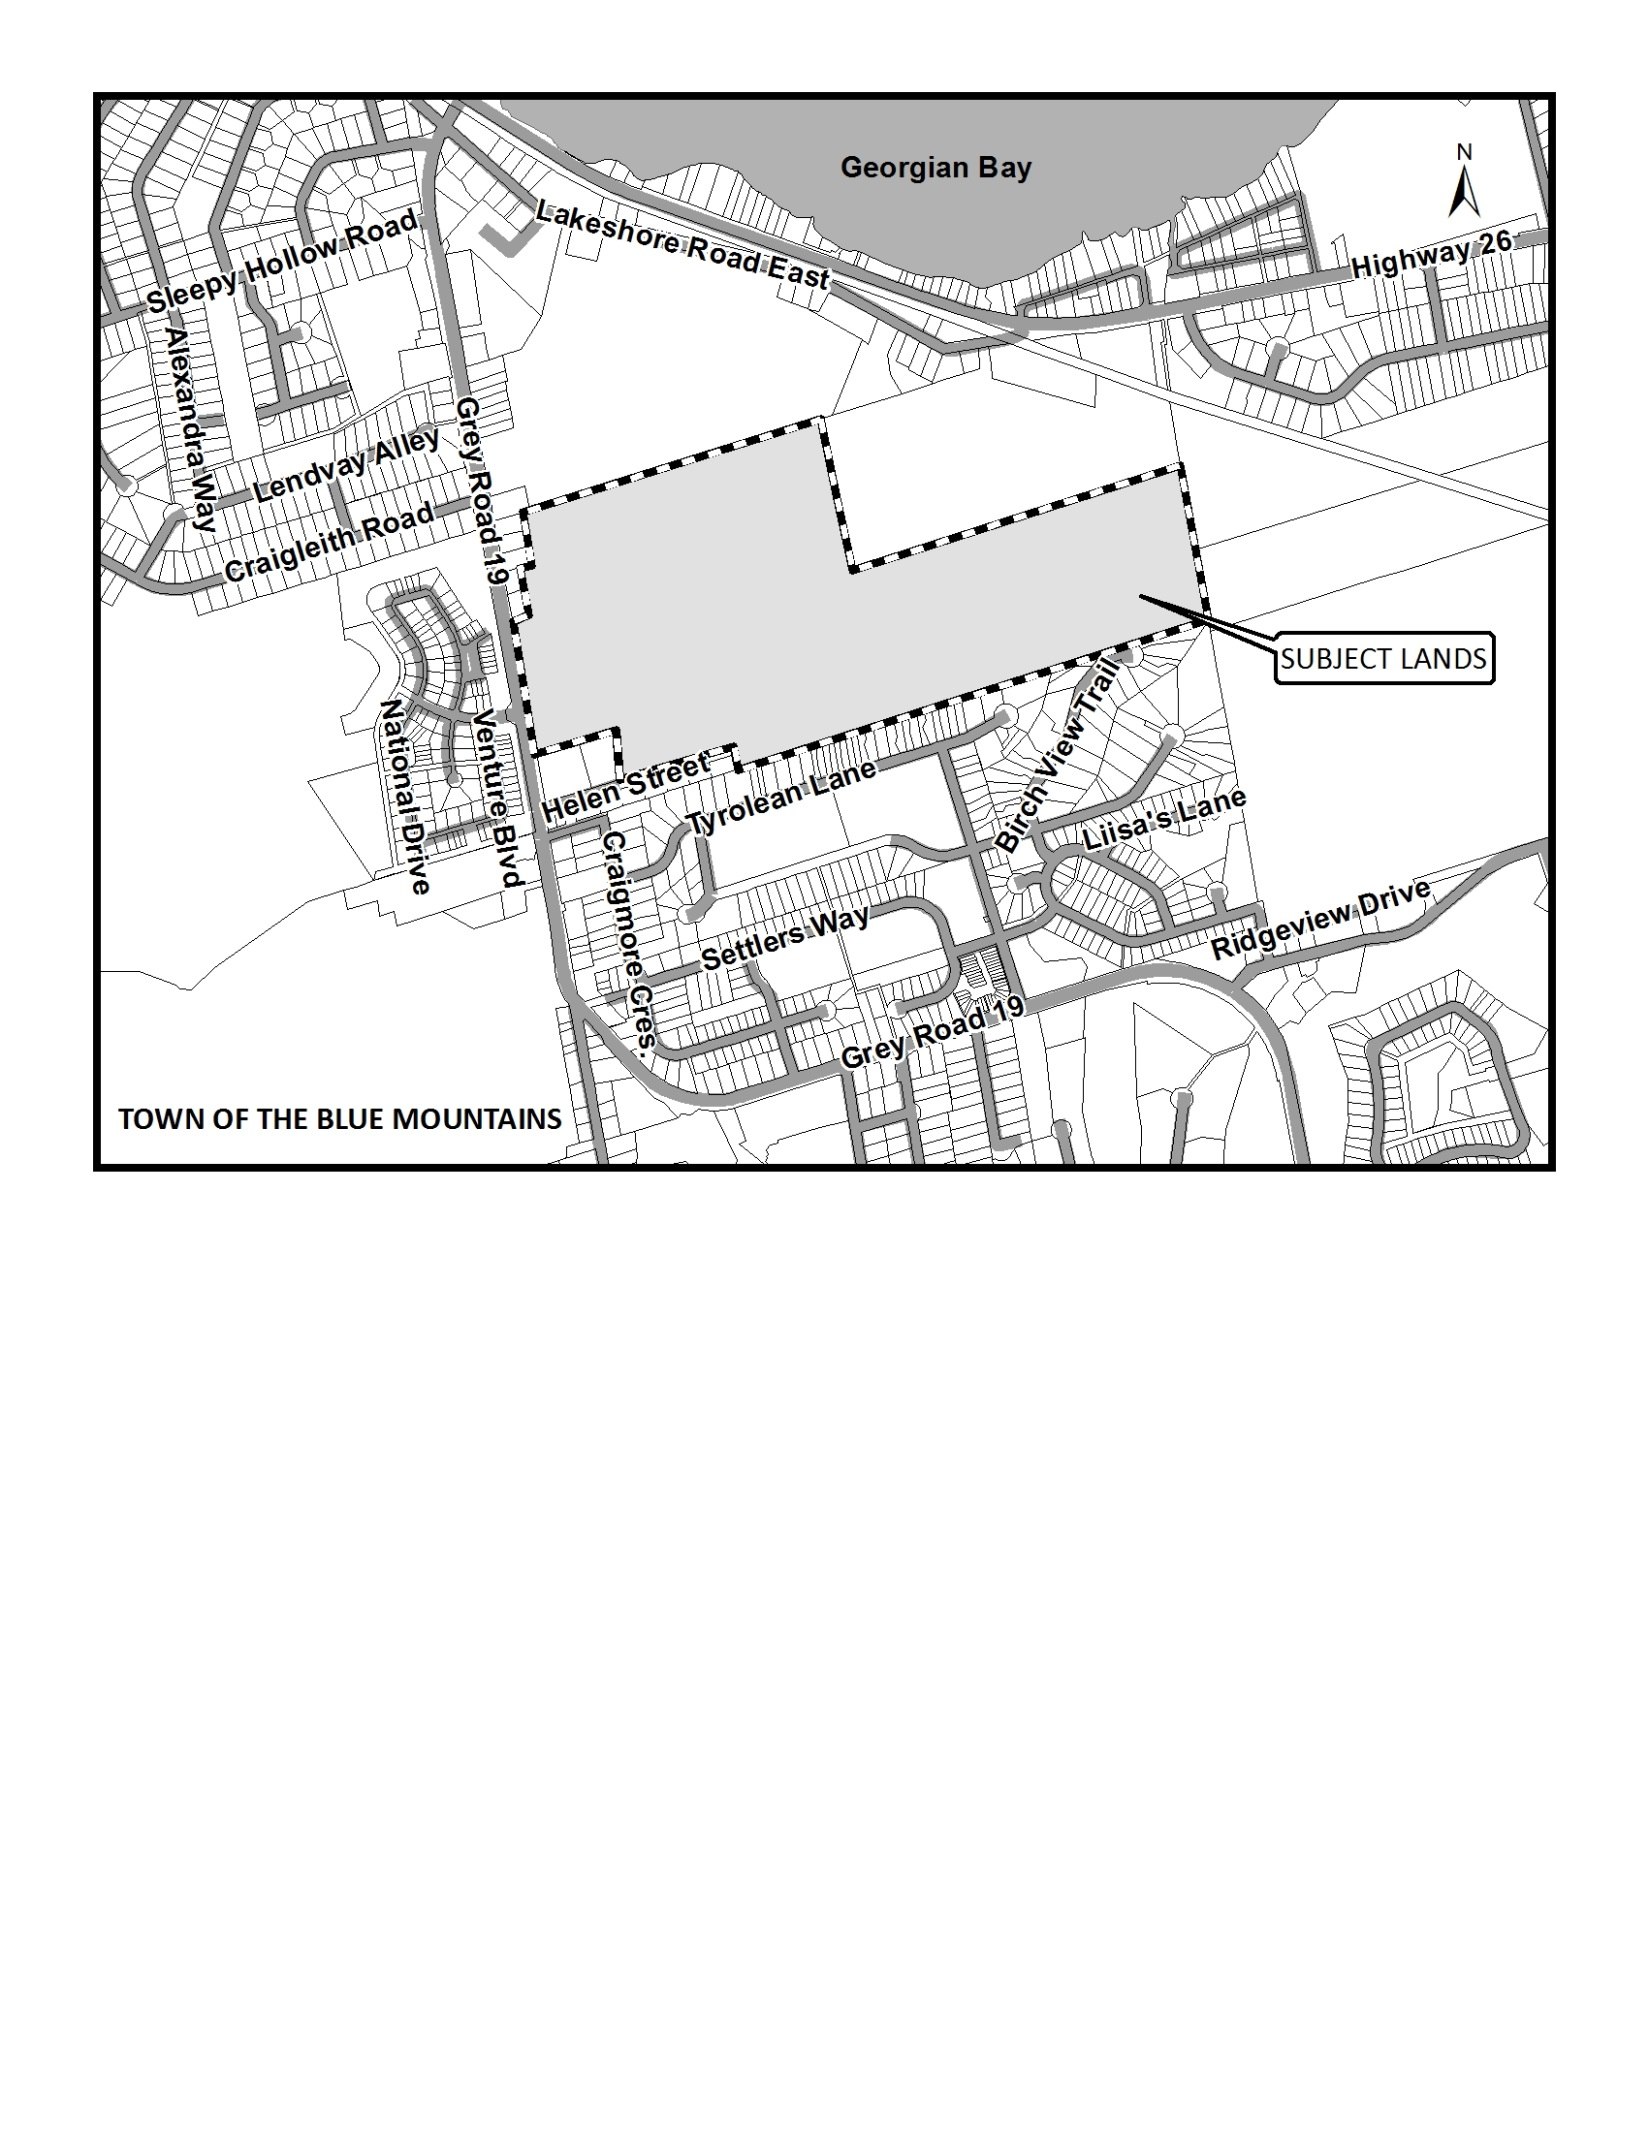 Georgian Bay
N
Lakeshore Road East
Highway 26
Sleepy Hollow Road
Alexandra Way
Grey Road 19
Lendvay Alley
Craigleith Road
SUBJECT LANDS
National Drive
Venture Blvd
Helen Street
Tyrolean Lane
Birch View Trail
Liisa's Lane
Craigmore Cres.
Settlers Way
Ridgeview Drive
Grey Road 19
TOWN OF THE BLUE MOUNTAINS